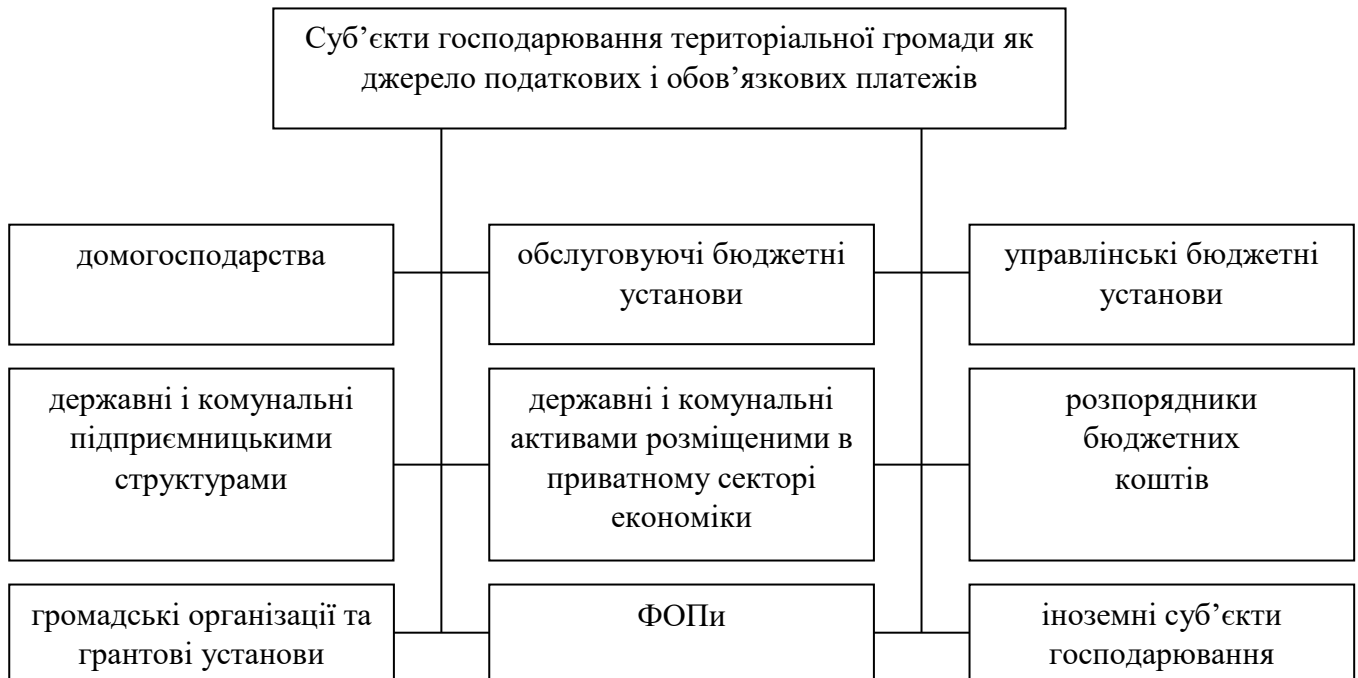 Суб’єкти господарювання територіальної громади як
джерело податкових і обов’язкових платежів
домогосподарства
обслуговуючі бюджетні
установи
управлінські бюджетні
установи
державні і комунальні
підприємницькими
структурами
державні і комунальні
активами розміщеними в
приватному секторі
економіки
розпорядники
бюджетних
коштів
громадські організації та
грантові установи
ФОПи
іноземні суб’єкти
господарювання